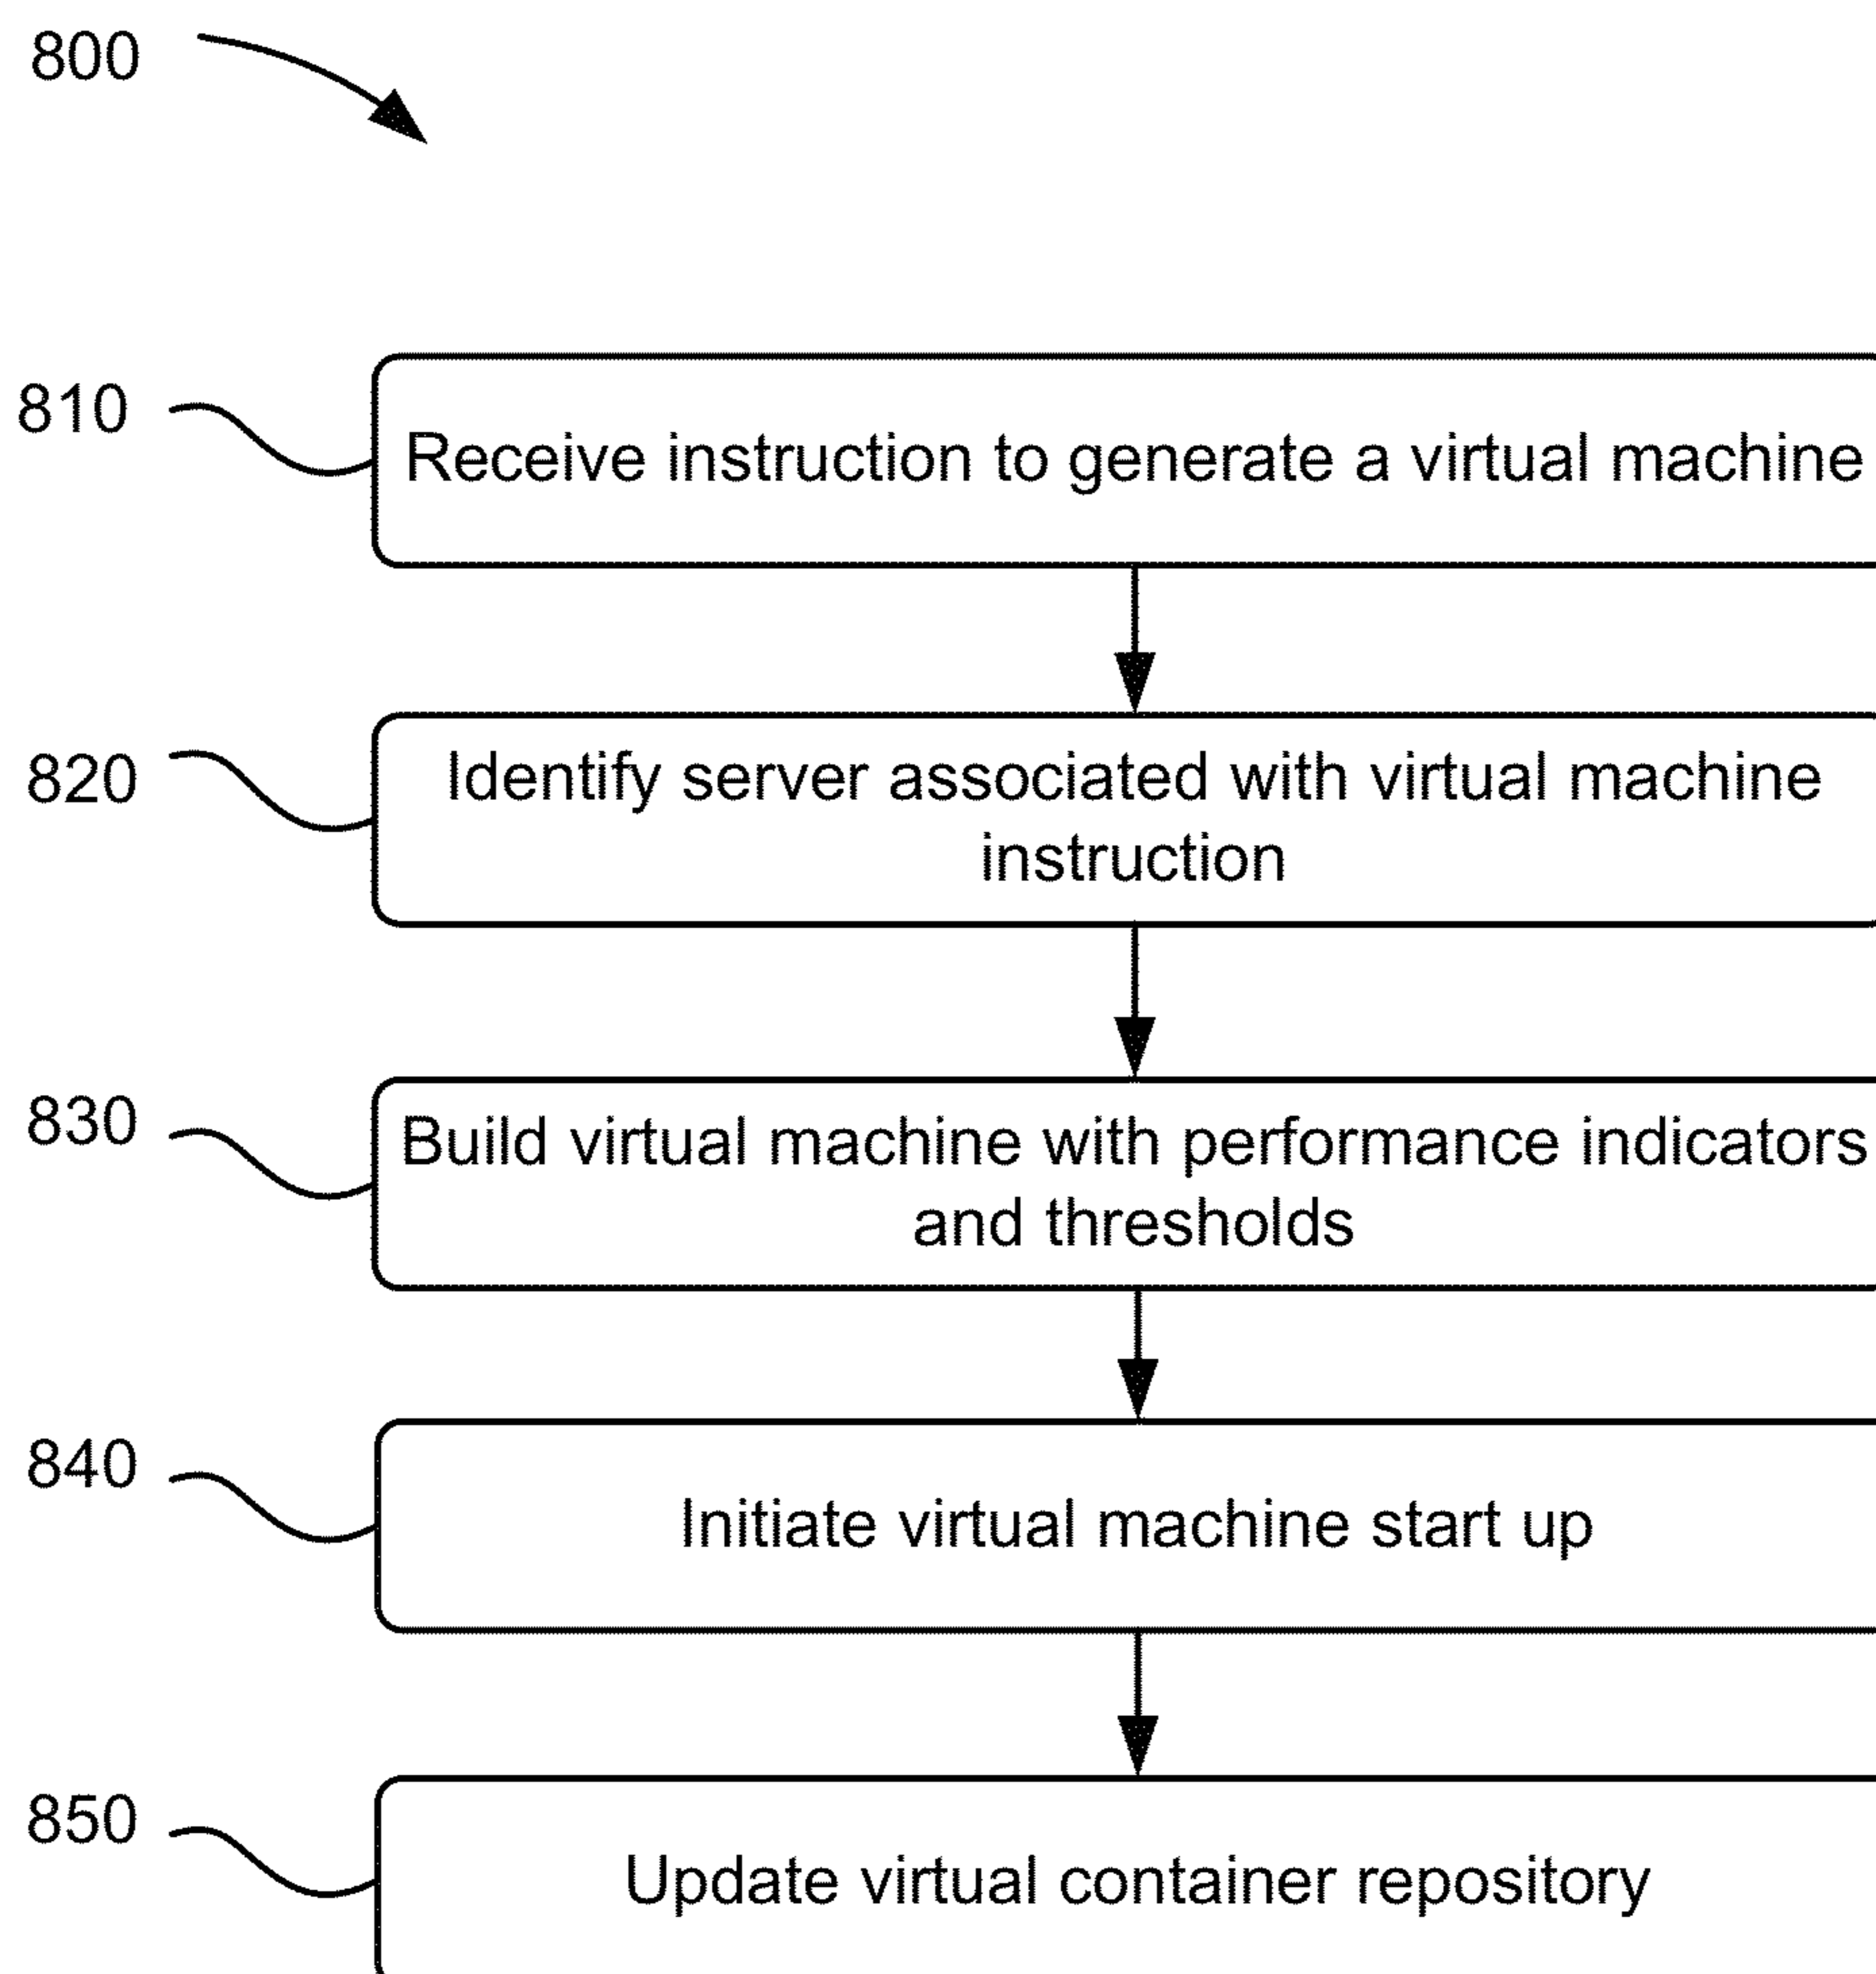 800
810
Receive instruction to generate a virtual machine
820
Identify server associated with virtual machine
instruction
830
Build virtual machine with performance indicators
and thresholds
840
Initiate virtual machine start up
850
Update virtual container repository